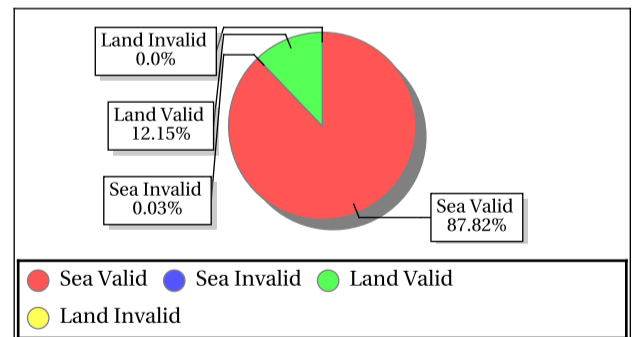 Land Invalid
0.0%
Land Valid
12.15%
Sea Invalid
0.03%
Sea Valid
87.82%
Sea Valid Sea Invalid Land Valid
Land Invalid